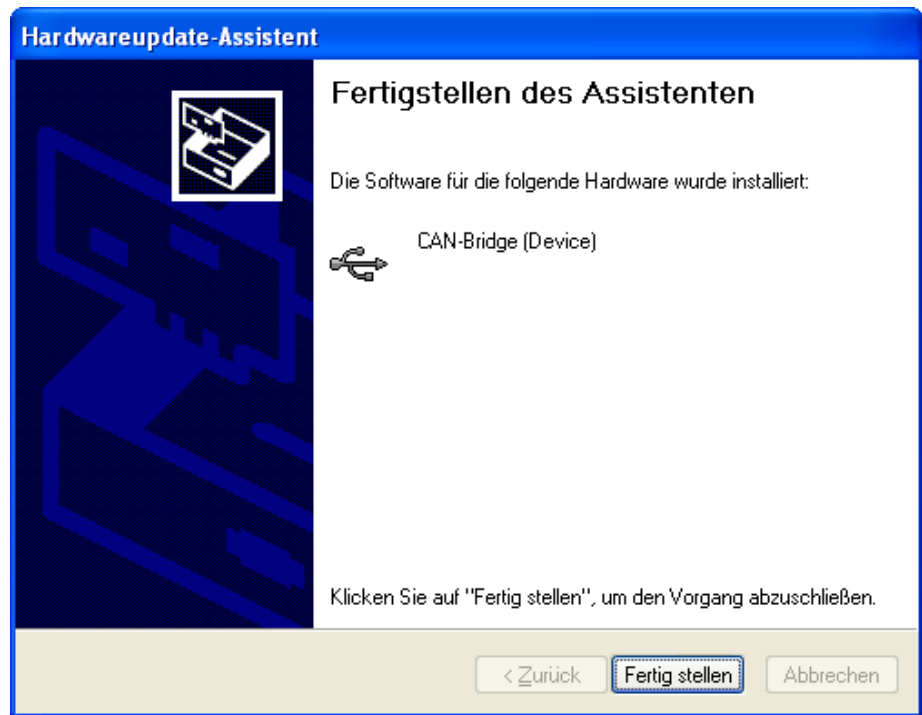 Hardwareupdate-Assistent
Fertigstellen des Assistenten
Die Software für die folgende Hardware wurde installiert:
CAN-Bridge (Device)
Klicken Sie auf "Fertig stellen", um den Vorgang abzuschließen.
< Zurück Fertig stellen Abbrechen